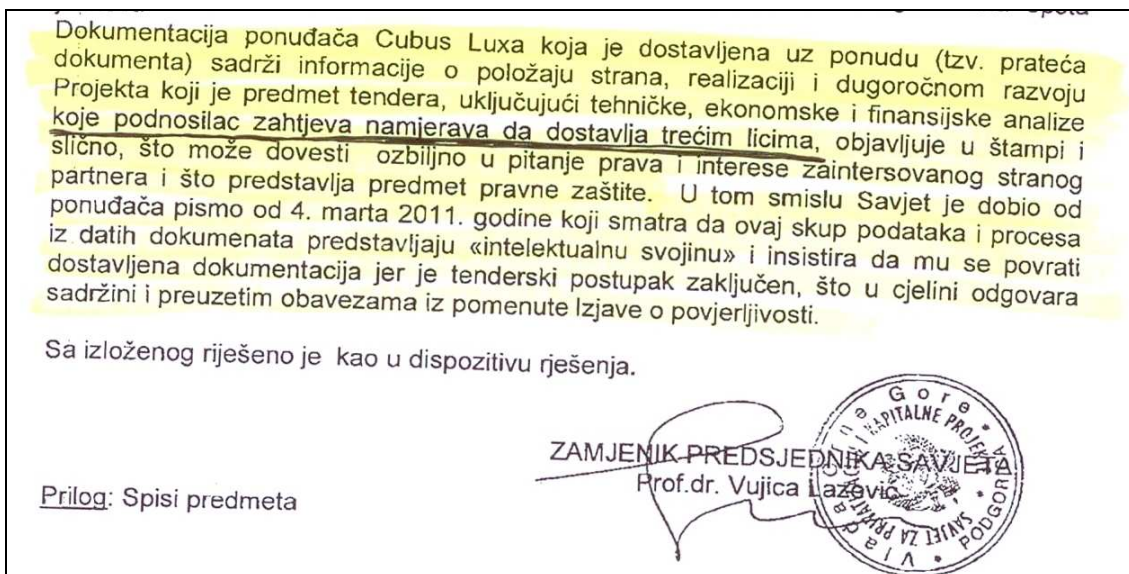 Dokumentacija ponuđača Cubus Luxa koja je dostavljena uz ponudu (tzv. prateća
dokumenta) sadrži informacije o položaju strana, realizaciji i dugoročnom razvoju
Projekta koji je predmet tendera, uključujući tehničke, ekonomske i finansijske analize
koje podnosilac zahtjeva namjerava da dostavlja trećim licima, objavljuje u štampi i
slično, što može dovesti ozbiljno u pitanje prava i interese zaintersovanog stranog
partnera i što predstavlja predmet pravne zaštite. U tom smislu Savjet je dobio od
ponuđača pismo od 4. marta 2011. godine koji smatra da ovaj skup podataka i procesa
iz datih dokumenata predstavljaju «intelektualnu svojinu» i insistira da mu se povrati
dostavljena dokumentacija jer je tenderski postupak zaključen, što u cjelini odgovara
sadržini i preuzetim obavezama iz pomenute Izjave o povjerljivosti.
Sa izloženog riješeno je kao u dispozitivu rješenja.
ZAMJENIK PREDSJEDNIKA SAVJETA
Prof.dr. Vujica Lazović
Prilog: Spisi predmeta
Vlada Crne Gore • PODGORICA
SAVJET ZA PRIVATIZACIJU I KAPITALNE PROJEKTE